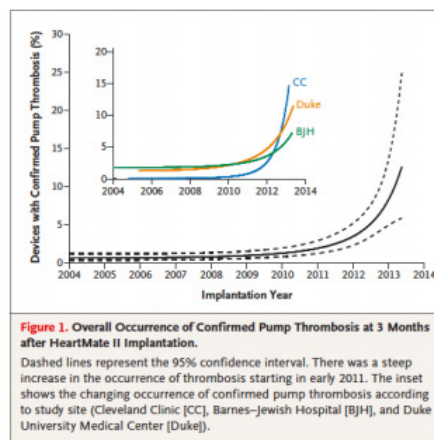 Devices with Confirmed Pump Thrombosis (%)
30
25
20
15
10
5
0
20
15
10
5
0
CC
Duke
BJH
2004 2006 2008 2010 2012 2014
2004 2005 2006 2007 2008 2009 2010 2011 2012 2013 2014
Implantation Year
Figure 1. Overall Occurrence of Confirmed Pump Thrombosis at 3 Months
after HeartMate II Implantation.
Dashed lines represent the 95% confidence interval. There was a steep
increase in the occurrence of thrombosis starting in early 2011. The inset
shows the changing occurrence of confirmed pump thrombosis according
to study site (Cleveland Clinic [CC], Barnes–Jewish Hospital [BJH], and Duke
University Medical Center [Duke]).